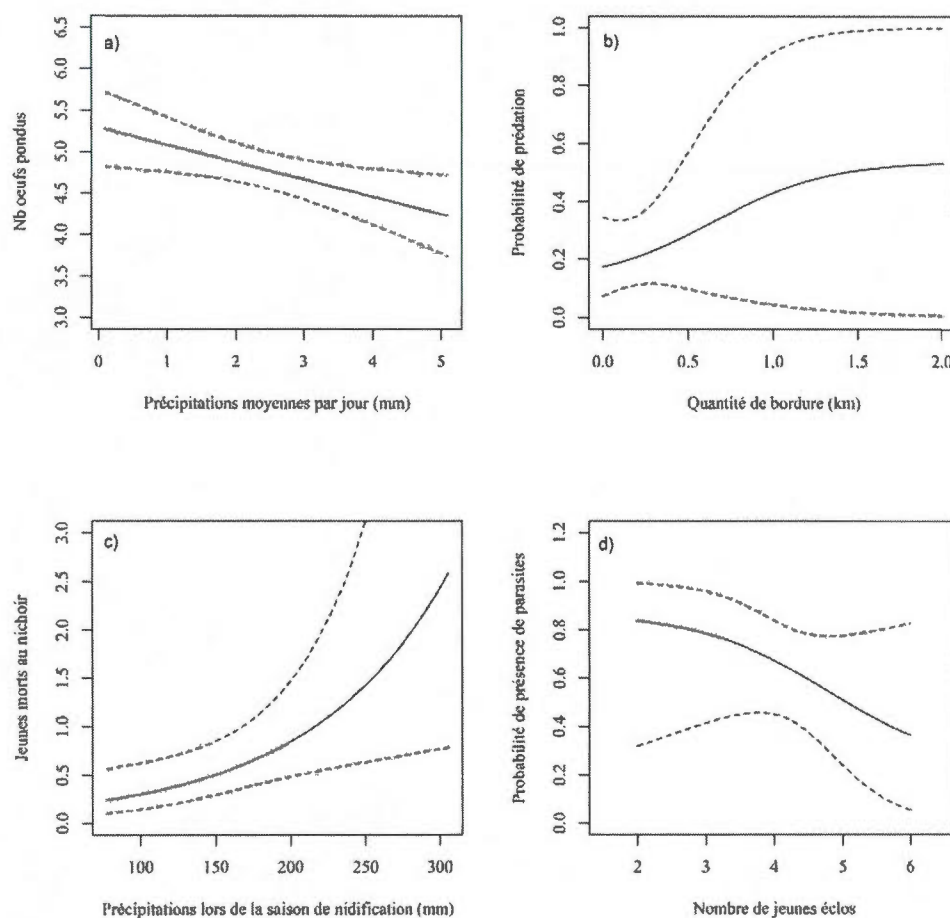 a)
6.5
6.0
5.5
5.0
4.5
4.0
3.5
3.0
Nb oeufs pondus
0 1 2 3 4 5
Précipitations moyennes par jour (mm)
b)
1.0
0.8
0.6
0.4
0.2
0.0
Probabilité de prédation
0.0 0.5 1.0 1.5 2.0
Quantité de bordure (km)
c)
3.0
2.5
2.0
1.5
1.0
0.5
0.0
Jeunes morts au nichoir
100 150 200 250 300
Précipitations lors de la saison de nidification (mm)
d)
1.2
1.0
0.8
0.6
0.4
0.2
0.0
Probabilité de présence de parasites
2 3 4 5 6
Nombre de jeunes éclos